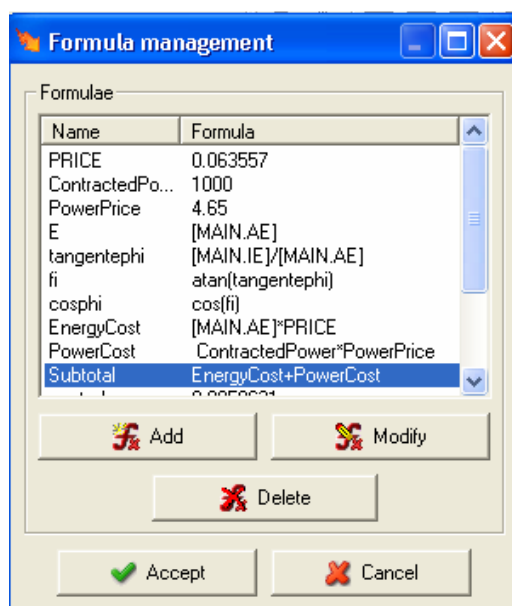 Formula management
Formulae
Name Formula
PRICE 0.063557
ContractedPo... 1000
PowerPrice 4.65
E [MAIN.AE]
tangentephi [MAIN.IE]/[MAIN.AE]
fi atan(tangentephi)
cosphi cos(fi)
EnergyCost [MAIN.AE]*PRICE
PowerCost ContractedPower*PowerPrice
Subtotal EnergyCost+PowerCost
Add Modify
Delete
Accept Cancel